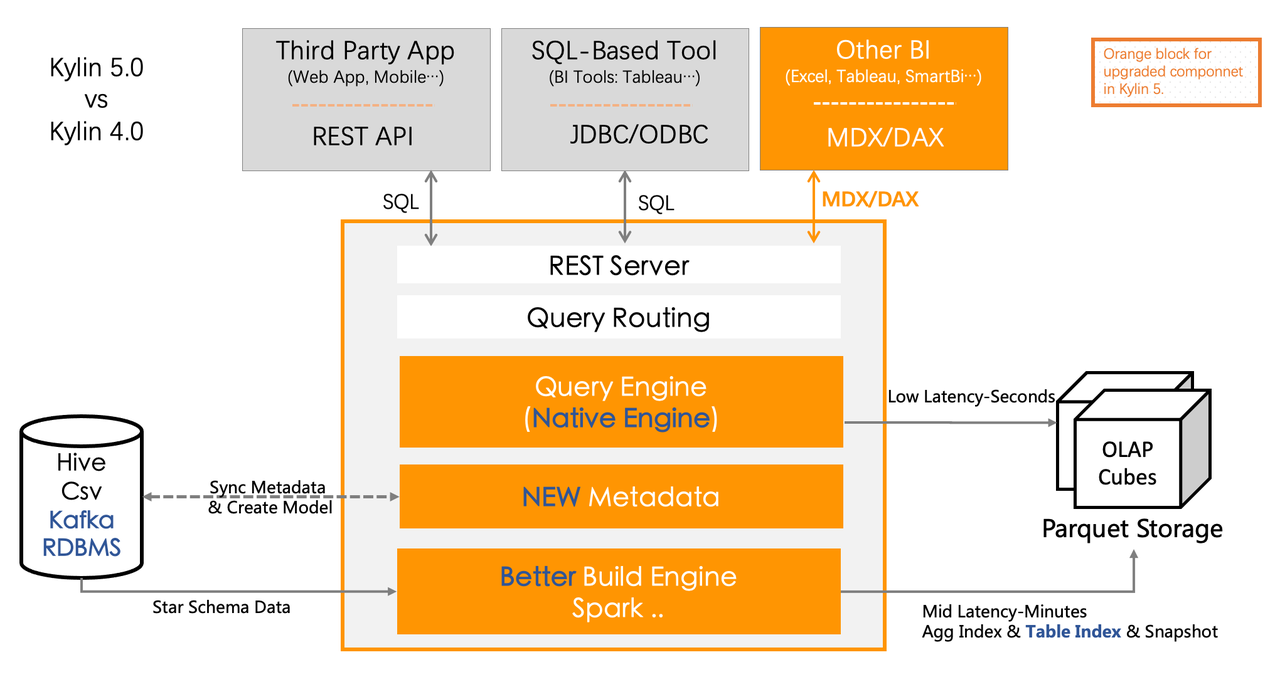 Kylin 5.0
vs
Kylin 4.0
Third Party App
(Web App, Mobile⋯)
REST API
SQL-Based Tool
(BI Tools: Tableau⋯)
JDBC/ODBC
Other BI
(Excel, Tableau, SmartBi⋯)
MDX/DAX
Orange block for
upgraded componnet
in Kylin 5.
SQL
SQL
MDX/DAX
REST Server
Query Routing
Query Engine
(Native Engine)
Low Latency-Seconds
OLAP
Cubes
Parquet Storage
Hive
Csv
Kafka
RDBMS
Sync Metadata
& Create Model
NEW Metadata
Better Build Engine
Spark ..
Star Schema Data
Mid Latency-Minutes
Agg Index & Table Index & Snapshot